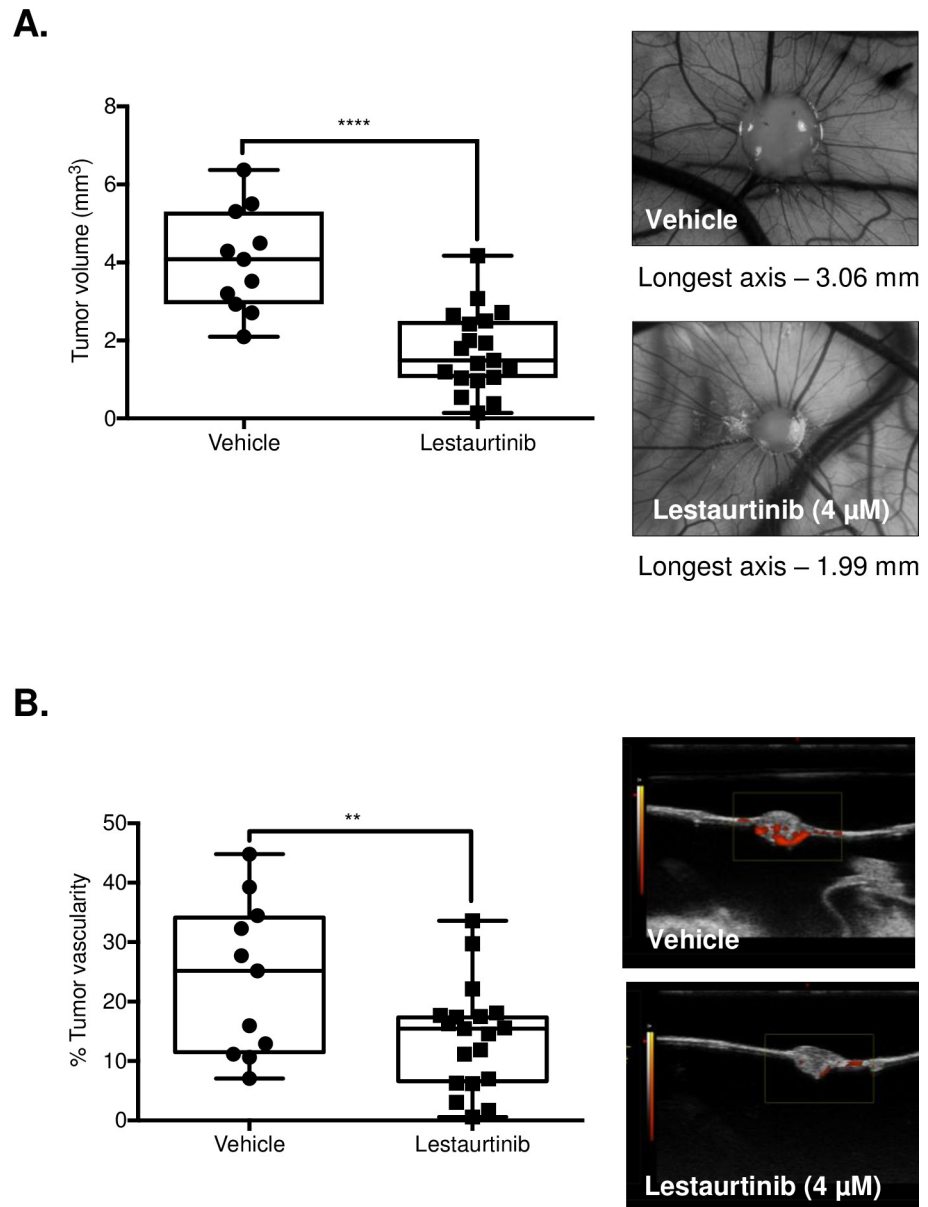 A.
Tumor volume (mm³)
8
6
4
2
0
****
Vehicle
Lestaurtinib
Vehicle
Longest axis – 3.06 mm
Lestaurtinib (4 µM)
Longest axis – 1.99 mm
B.
% Tumor vascularity
50
40
30
20
10
0
**
Vehicle
Lestaurtinib
Vehicle
Lestaurtinib (4 µM)